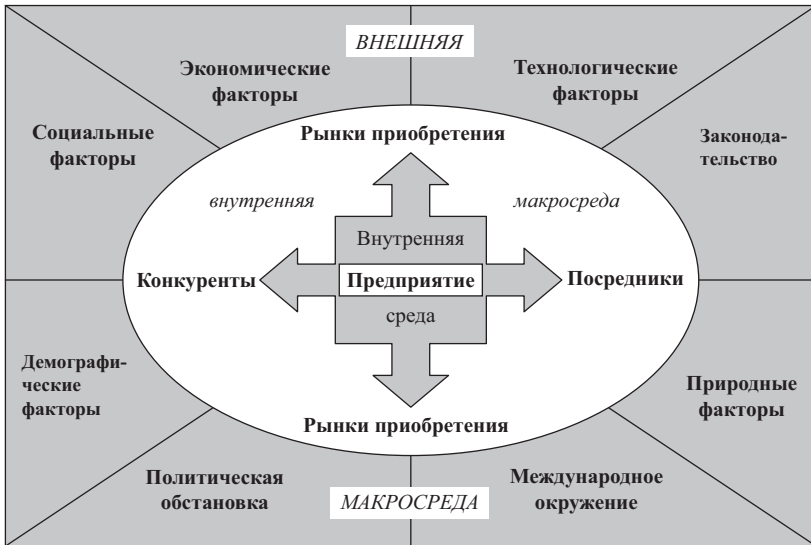 ВНЕШНЯЯ
Экономические
факторы
Технологические
факторы
Социальные
факторы
Законода-
тельство
Рынки приобретения
внутренняя
макросреда
Внутренняя
Конкуренты
Предприятие
Посредники
среда
Демографи-
ческие
факторы
Природные
факторы
Рынки приобретения
Политическая
обстановка
МАКРОСРЕДА
Международное
окружение